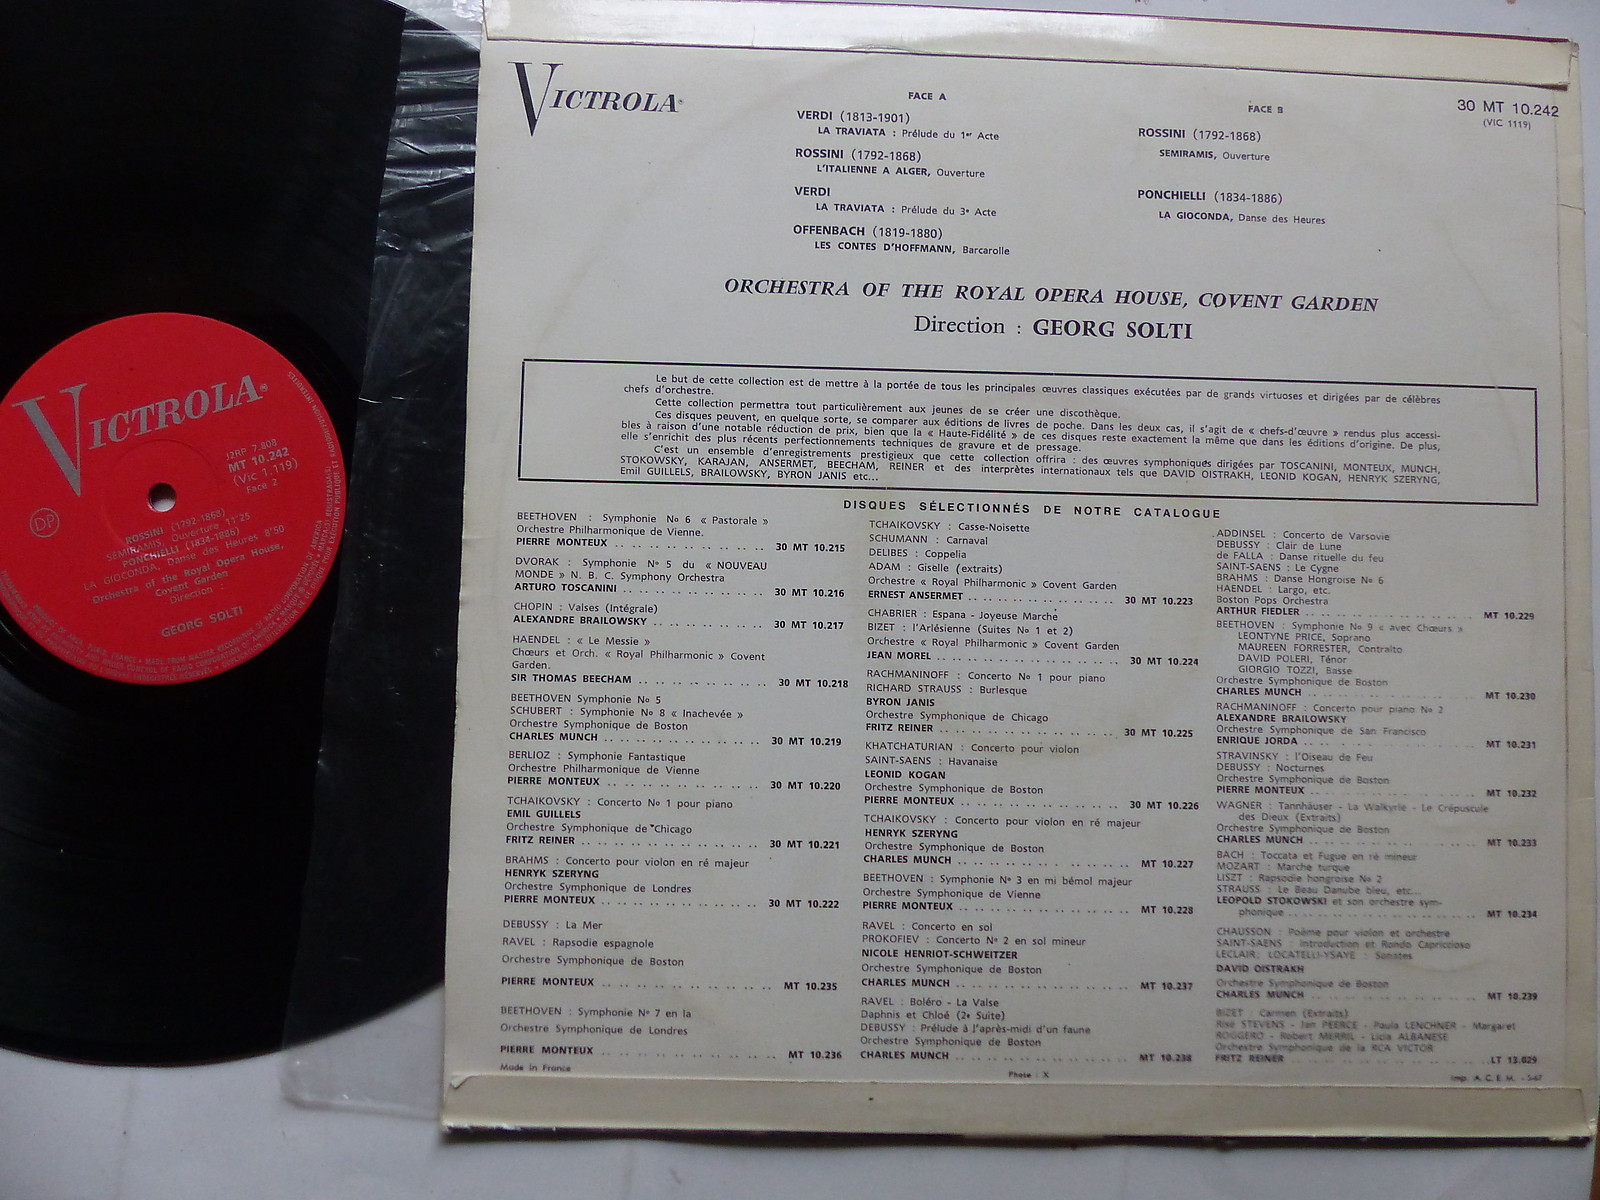 VICTROLA®
FACE A
VERDI (1813-1901)
LA TRAVIATA : Prélude du 1er Acte
ROSSINI (1792-1868)
L'ITALIENNE A ALGER, Ouverture
VERDI
LA TRAVIATA : Prélude du 3e Acte
OFFENBACH (1819-1880)
LES CONTES D'HOFFMANN, Barcarolle
FACE B
ROSSINI (1792-1868)
SEMIRAMIS, Ouverture
PONCHIELLI (1834-1886)
LA GIOCONDA, Danse des Heures
30 MT 10.242
(VIC 1119)
ORCHESTRA OF THE ROYAL OPERA HOUSE, COVENT GARDEN
Direction : GEORG SOLTI
Le but de cette collection est de mettre à la portée de tous les principales œuvres classiques exécutées par de grands virtuoses et dirigées par de célèbres
chefs d'orchestre.
Cette collection permettra tout particulièrement aux jeunes de se créer une discothèque.
Ces disques peuvent, en quelque sorte, se comparer aux éditions de livres de poche. Dans les deux cas, il s'agit de « chefs-d'œuvre » rendus plus accessi-
bles à raison d'une notable réduction de prix, bien que la « Haute-Fidélité » de ces disques reste exactement la même que dans les éditions d'origine. De plus,
elle s'enrichit des plus récents perfectionnements techniques de gravure et de pressage.
C'est un ensemble d'enregistrements prestigieux que cette collection offrira : des œuvres symphoniques dirigées par TOSCANINI, MONTEUX, MUNCH,
STOKOWSKY, KARAJAN, ANSERMET, BEECHAM, REINER et des interprètes internationaux tels que DAVID OISTRAKH, LEONID KOGAN, HENRYK SZERYNG,
Emil GUILLELS, BRAILOWSKY, BYRON JANIS etc...
DISQUES SÉLECTIONNÉS DE NOTRE CATALOGUE
BEETHOVEN : Symphonie No 6 « Pastorale »
Orchestre Philharmonique de Vienne.
PIERRE MONTEUX .. .. .. .. .. .. .. .. 30 MT 10.215
DVORAK : Symphonie No 5 du « NOUVEAU
MONDE » N. B. C. Symphony Orchestra
ARTURO TOSCANINI .. .. .. .. .. .. .. 30 MT 10.216
CHOPIN : Valses (Intégrale)
ALEXANDRE BRAILOWSKY .. .. .. .. .. 30 MT 10.217
HAENDEL : « Le Messie »
Chœurs et Orch. « Royal Philharmonic » Covent
Garden.
SIR THOMAS BEECHAM .. .. .. .. .. .. 30 MT 10.218
BEETHOVEN Symphonie No 5
SCHUBERT : Symphonie No 8 « Inachevée »
Orchestre Symphonique de Boston
CHARLES MUNCH .. .. .. .. .. .. .. .. 30 MT 10.219
BERLIOZ : Symphonie Fantastique
Orchestre Philharmonique de Vienne
PIERRE MONTEUX .. .. .. .. .. .. .. .. 30 MT 10.220
TCHAIKOVSKY : Concerto No 1 pour piano
EMIL GUILLELS
Orchestre Symphonique de Chicago
FRITZ REINER .. .. .. .. .. .. .. .. .. 30 MT 10.221
BRAHMS : Concerto pour violon en ré majeur
HENRYK SZERYNG
Orchestre Symphonique de Londres
PIERRE MONTEUX .. .. .. .. .. .. .. .. 30 MT 10.222
DEBUSSY : La Mer
RAVEL : Rapsodie espagnole
Orchestre Symphonique de Boston
PIERRE MONTEUX .. .. .. .. .. .. .. .. MT 10.235
BEETHOVEN : Symphonie No 7 en la
Orchestre Symphonique de Londres
PIERRE MONTEUX .. .. .. .. .. .. .. .. MT 10.236
Made in France
TCHAIKOVSKY : Casse-Noisette
SCHUMANN : Carnaval
DELIBES : Coppelia
ADAM : Giselle (extraits)
Orchestre « Royal Philharmonic » Covent Garden
ERNEST ANSERMET .. .. .. .. .. .. .. 30 MT 10.223
CHABRIER : Espana - Joyeuse Marche
BIZET : l'Arlésienne (Suites No 1 et 2)
Orchestre « Royal Philharmonic » Covent Garden
JEAN MOREL .. .. .. .. .. .. .. .. .. 30 MT 10.224
RACHMANINOFF : Concerto No 1 pour piano
RICHARD STRAUSS : Burlesque
BYRON JANIS
Orchestre Symphonique de Chicago
FRITZ REINER .. .. .. .. .. .. .. .. .. 30 MT 10.225
KHATCHATURIAN : Concerto pour violon
SAINT-SAENS : Havanaise
LEONID KOGAN
Orchestre Symphonique de Boston
PIERRE MONTEUX .. .. .. .. .. .. .. .. 30 MT 10.226
TCHAIKOVSKY : Concerto pour violon en ré majeur
HENRYK SZERYNG
Orchestre Symphonique de Boston
CHARLES MUNCH .. .. .. .. .. .. .. .. MT 10.227
BEETHOVEN : Symphonie No 3 en mi bémol majeur
Orchestre Symphonique de Vienne
PIERRE MONTEUX .. .. .. .. .. .. .. .. MT 10.228
RAVEL : Concerto en sol
PROKOFIEV : Concerto No 2 en sol mineur
NICOLE HENRIOT-SCHWEITZER
Orchestre Symphonique de Boston
CHARLES MUNCH .. .. .. .. .. .. .. .. MT 10.237
RAVEL : Boléro - La Valse
Daphnis et Chloé (2e Suite)
DEBUSSY : Prélude à l'après-midi d'un faune
Orchestre Symphonique de Boston
CHARLES MUNCH .. .. .. .. .. .. .. .. MT 10.238
Phase : X
ADDINSEL : Concerto de Varsovie
DEBUSSY : Clair de Lune
de FALLA : Danse rituelle du feu
SAINT-SAENS : Le Cygne
BRAHMS : Danse Hongroise No 6
HAENDEL : Largo, etc.
Boston Pops Orchestra
ARTHUR FIEDLER .. .. .. .. .. .. .. .. MT 10.229
BEETHOVEN : Symphonie No 9 « avec Chœurs »
LEONTYNE PRICE, Soprano
MAUREEN FORRESTER, Contralto
DAVID POLERI, Ténor
GIORGIO TOZZI, Basse
Orchestre Symphonique de Boston
CHARLES MUNCH .. .. .. .. .. .. .. .. MT 10.230
RACHMANINOFF : Concerto pour piano No 2
ALEXANDRE BRAILOWSKY
Orchestre Symphonique de San Francisco
ENRIQUE JORDA .. .. .. .. .. .. .. .. MT 10.231
STRAVINSKY : l'Oiseau de Feu
DEBUSSY : Nocturnes
Orchestre Symphonique de Boston
PIERRE MONTEUX .. .. .. .. .. .. .. .. MT 10.232
WAGNER : Tannhäuser - La Walkyrie - Le Crépuscule
des Dieux (Extraits)
Orchestre Symphonique de Boston
CHARLES MUNCH .. .. .. .. .. .. .. .. MT 10.233
BACH : Toccata et Fugue en ré mineur
MOZART : Marche turque
LISZT : Rapsodie hongroise No 2
STRAUSS : Le Beau Danube bleu, etc...
LEOPOLD STOKOWSKI et son orchestre sym-
phonique .. .. .. .. .. .. .. .. .. .. MT 10.234
CHAUSSON : Poème pour violon et orchestre
SAINT-SAENS : Introduction et Rondo Capriccioso
LECLAIR, LOCATELLI-YSAYE : Sonates
DAVID OISTRAKH
Orchestre Symphonique de Boston
CHARLES MUNCH .. .. .. .. .. .. .. .. MT 10.239
BIZET : Carmen (Extraits)
Risë STEVENS - Jan PEERCE - Paula LENCHNER - Margaret
ROGGERO - Robert MERRIL - Licia ALBANESE
Orchestre Symphonique de la RCA VICTOR
FRITZ REINER .. .. .. .. .. .. .. .. .. LT 13.029
Imp. A. C. E. M. - 5-67
VICTROLA®
J2RP 7.808
MT 10.242
(Vic 1.119)
Face 2
DP
ROSSINI (1792-1868)
SEMIRAMIS, Ouverture 11'25
PONCHIELLI (1834-1886)
LA GIOCONDA, Danse des Heures 8'50
Orchestra of the Royal Opera House,
Covent Garden
Direction :
GEORG SOLTI